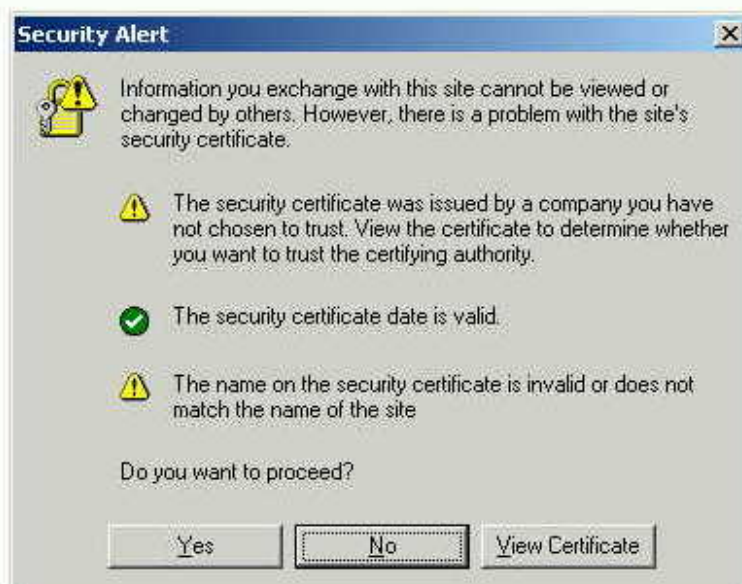 Security Alert
Information you exchange with this site cannot be viewed or
changed by others. However, there is a problem with the site's
security certificate.
The security certificate was issued by a company you have
not chosen to trust. View the certificate to determine whether
you want to trust the certifying authority.
The security certificate date is valid.
The name on the security certificate is invalid or does not
match the name of the site
Do you want to proceed?
Yes No View Certificate